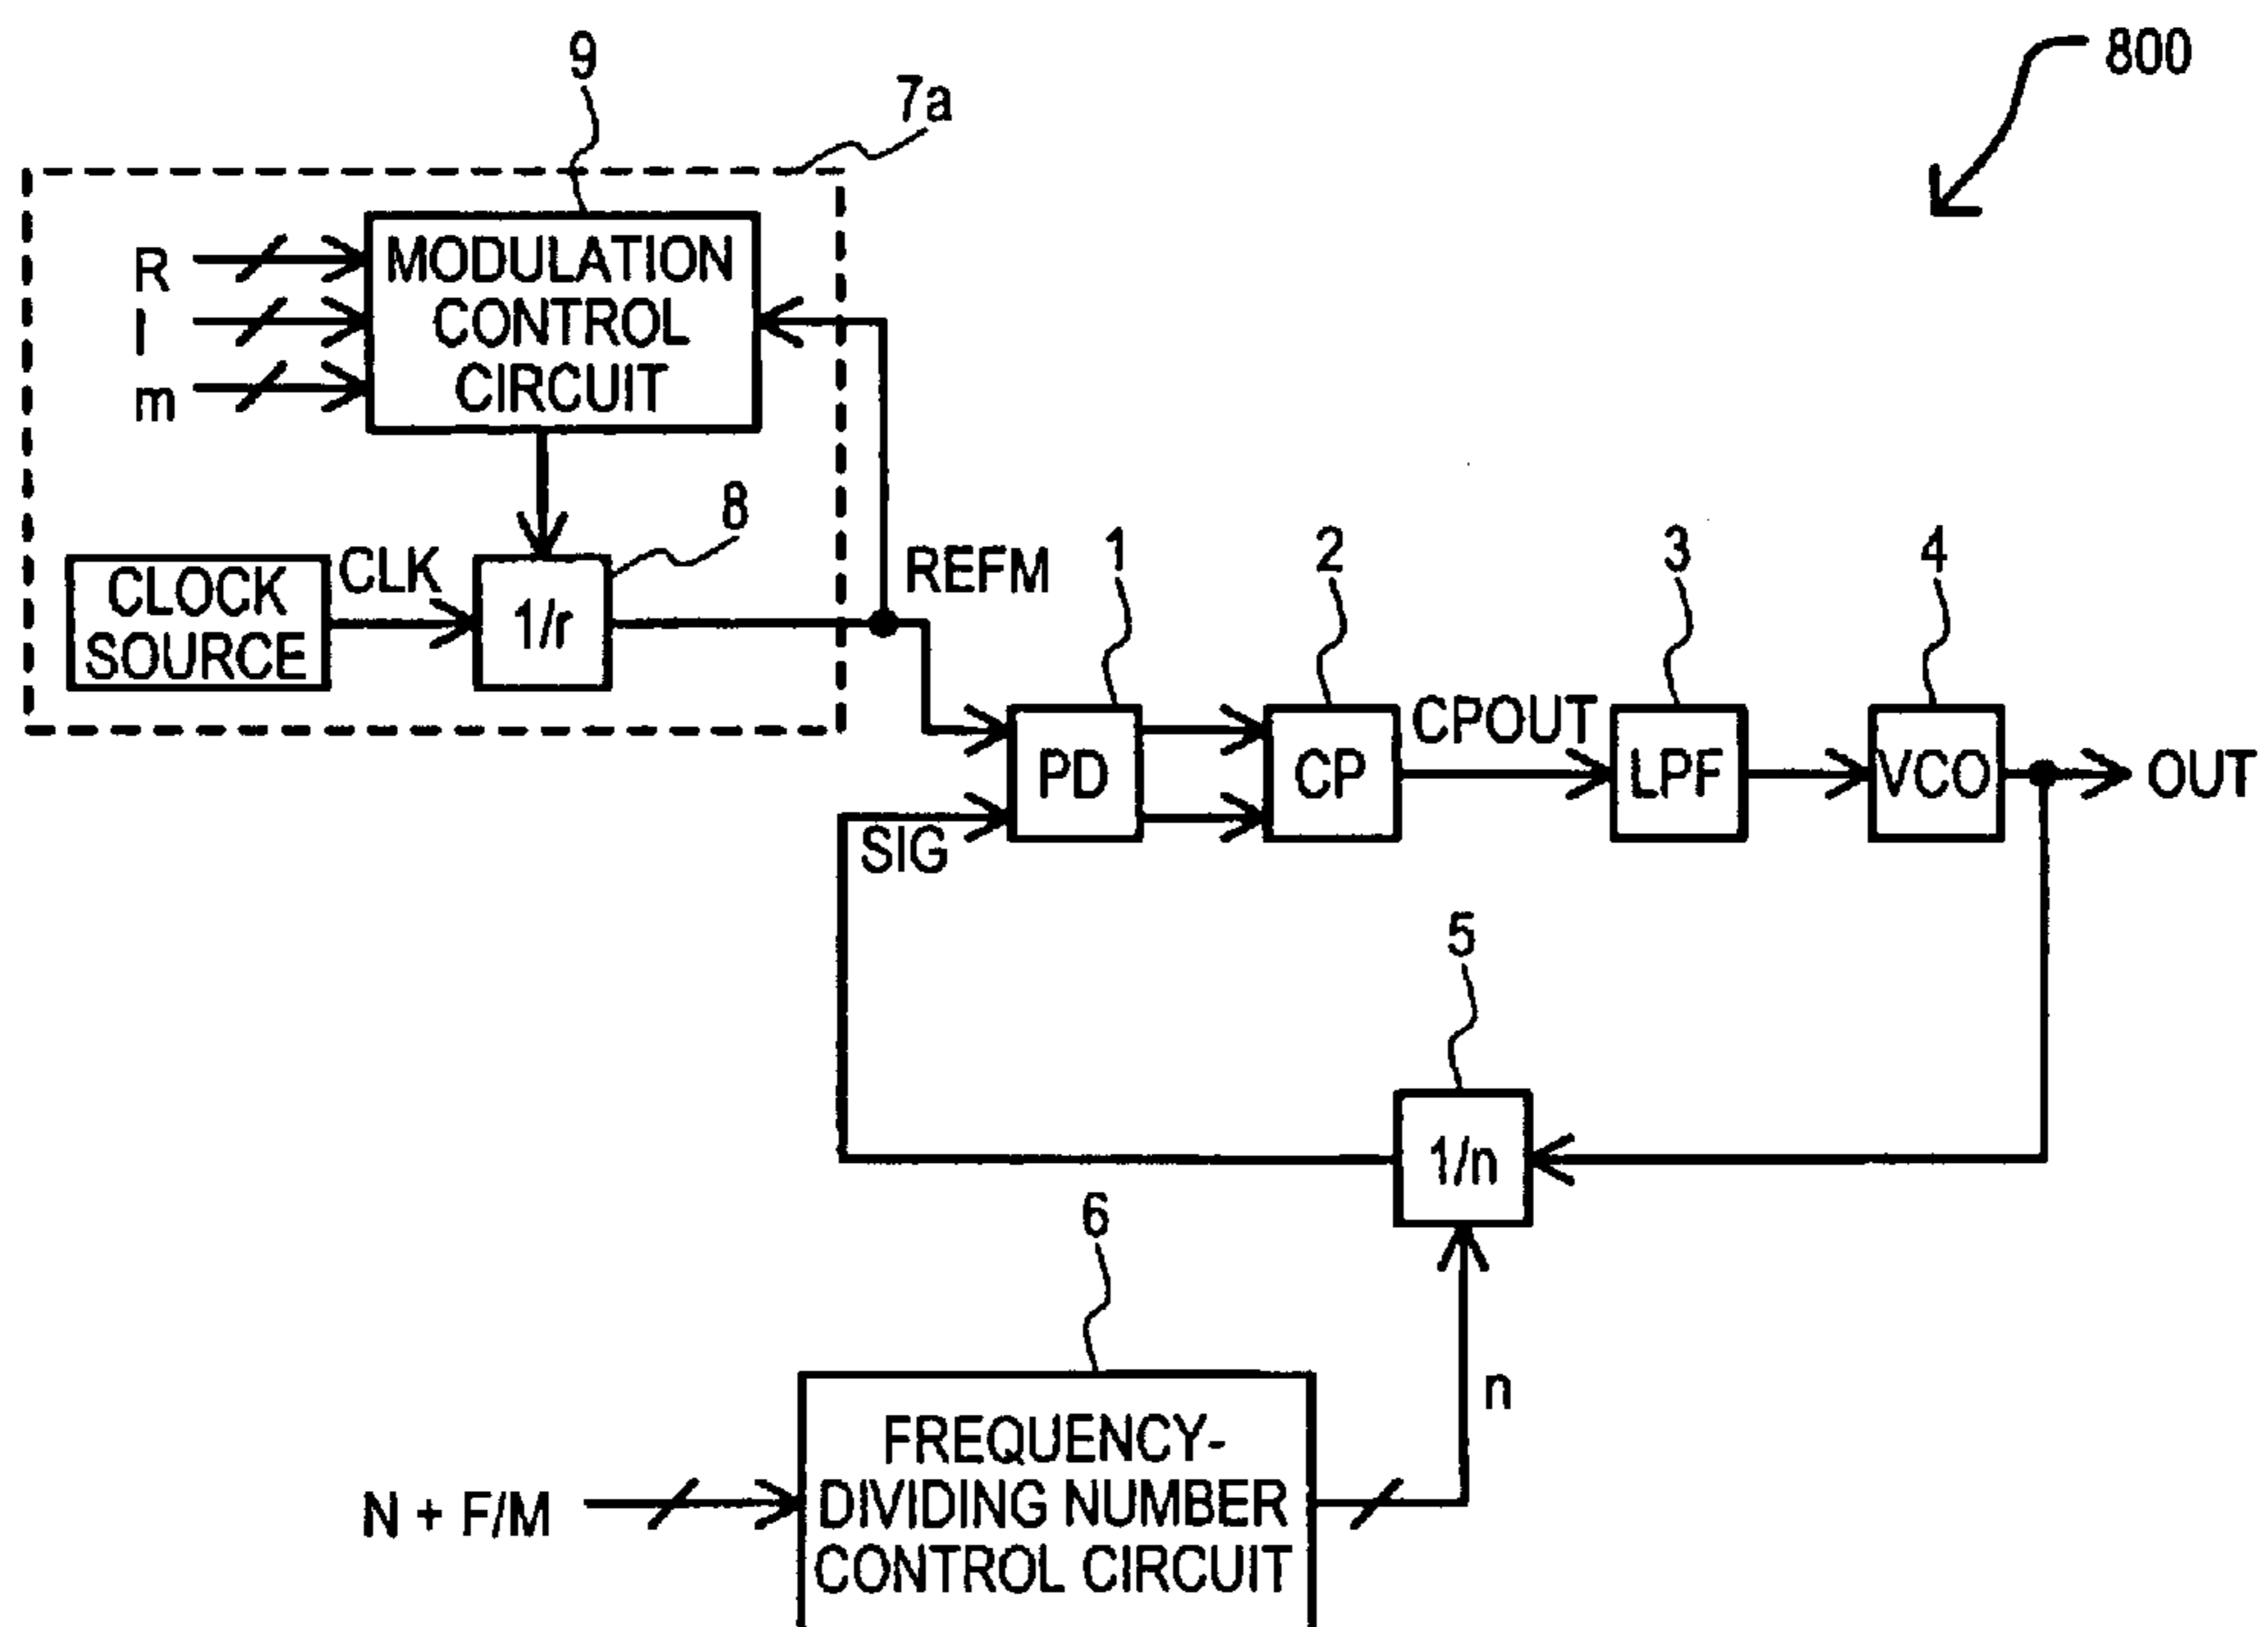 800
9
7a
R
l
m
MODULATION
CONTROL
CIRCUIT
8
CLOCK
SOURCE
CLK
1/r
REFM
1
2
3
4
PD
CP
CPOUT
LPF
VCO
OUT
SIG
5
1/n
6
n
N + F/M
FREQUENCY-
DIVIDING NUMBER
CONTROL CIRCUIT